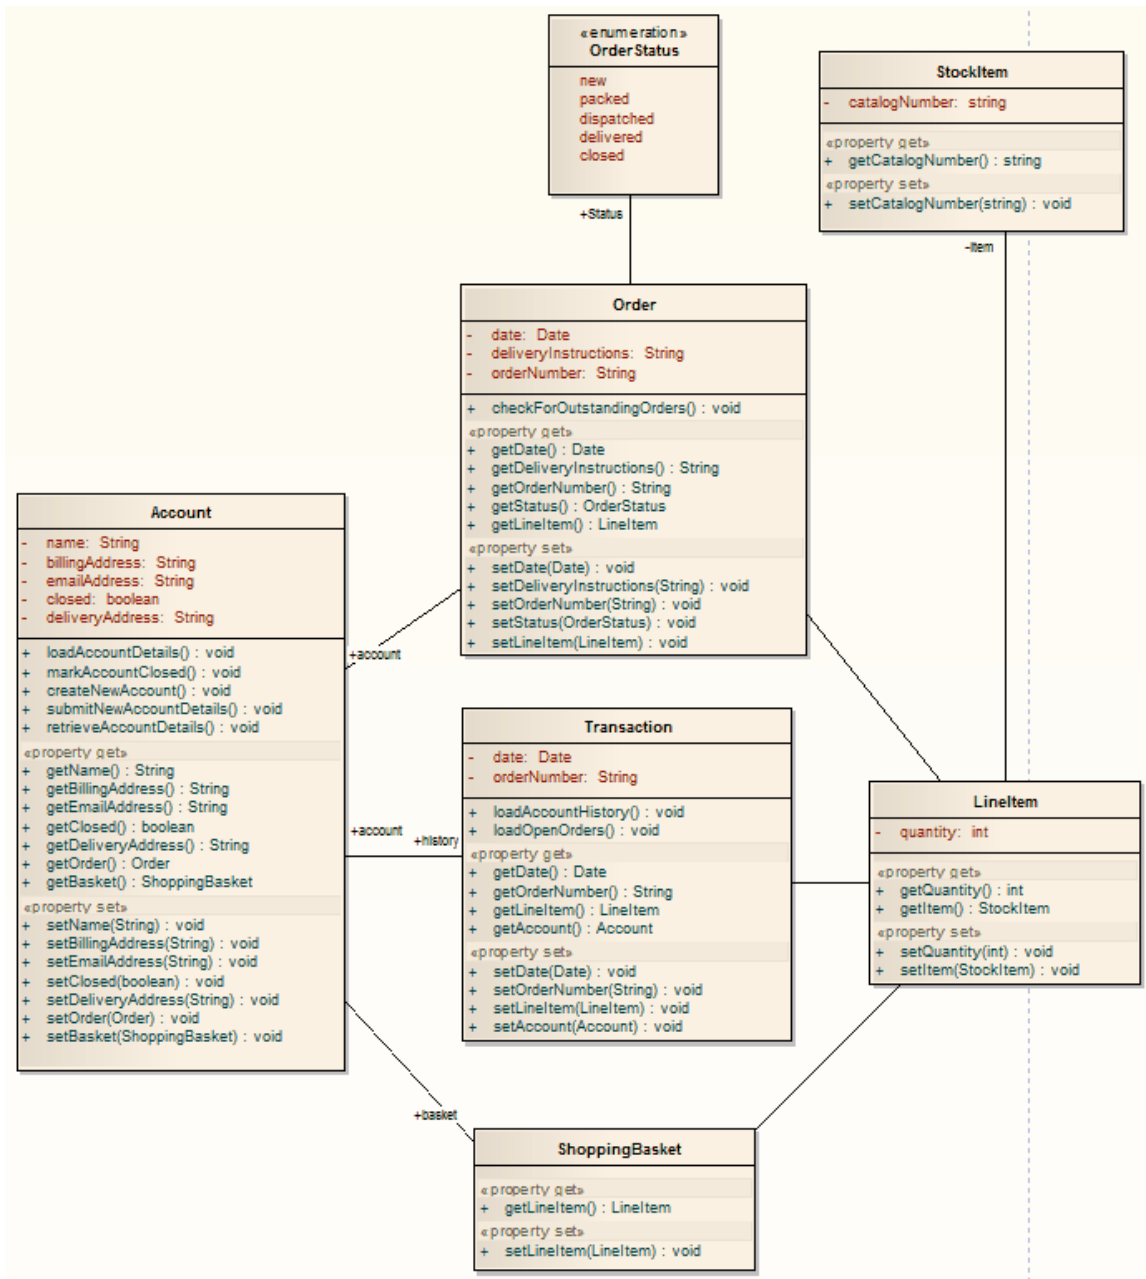 «enumeration»
OrderStatus
new
packed
dispatched
delivered
closed
+Status
StockItem
- catalogNumber: string
«property get»
+ getCatalogNumber() : string
«property set»
+ setCatalogNumber(string) : void
-Item
Order
- date: Date
- deliveryInstructions: String
- orderNumber: String
+ checkForOutstandingOrders() : void
«property get»
+ getDate() : Date
+ getDeliveryInstructions() : String
+ getOrderNumber() : String
+ getStatus() : OrderStatus
+ getLineItem() : LineItem
«property set»
+ setDate(Date) : void
+ setDeliveryInstructions(String) : void
+ setOrderNumber(String) : void
+ setStatus(OrderStatus) : void
+ setLineItem(LineItem) : void
Account
- name: String
- billingAddress: String
- emailAddress: String
- closed: boolean
- deliveryAddress: String
+ loadAccountDetails() : void
+ markAccountClosed() : void
+ createNewAccount() : void
+ submitNewAccountDetails() : void
+ retrieveAccountDetails() : void
«property get»
+ getName() : String
+ getBillingAddress() : String
+ getEmailAddress() : String
+ getClosed() : boolean
+ getDeliveryAddress() : String
+ getOrder() : Order
+ getBasket() : ShoppingBasket
«property set»
+ setName(String) : void
+ setBillingAddress(String) : void
+ setEmailAddress(String) : void
+ setClosed(boolean) : void
+ setDeliveryAddress(String) : void
+ setOrder(Order) : void
+ setBasket(ShoppingBasket) : void
+account
+account
+history
+basket
Transaction
- date: Date
- orderNumber: String
+ loadAccountHistory() : void
+ loadOpenOrders() : void
«property get»
+ getDate() : Date
+ getOrderNumber() : String
+ getLineItem() : LineItem
+ getAccount() : Account
«property set»
+ setDate(Date) : void
+ setOrderNumber(String) : void
+ setLineItem(LineItem) : void
+ setAccount(Account) : void
LineItem
- quantity: int
«property get»
+ getQuantity() : int
+ getItem() : StockItem
«property set»
+ setQuantity(int) : void
+ setItem(StockItem) : void
ShoppingBasket
«property get»
+ getLineItem() : LineItem
«property set»
+ setLineItem(LineItem) : void